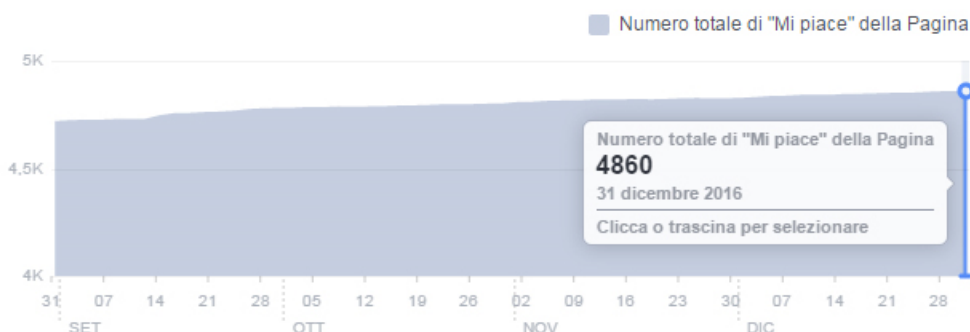 Numero totale di "Mi piace" della Pagina
5K
4,5K
4K
Numero totale di "Mi piace" della Pagina
4860
31 dicembre 2016
Clicca o trascina per selezionare
31 07 14 21 28 05 12 19 26 02 09 16 23 30 07 14 21 28
SET OTT NOV DIC